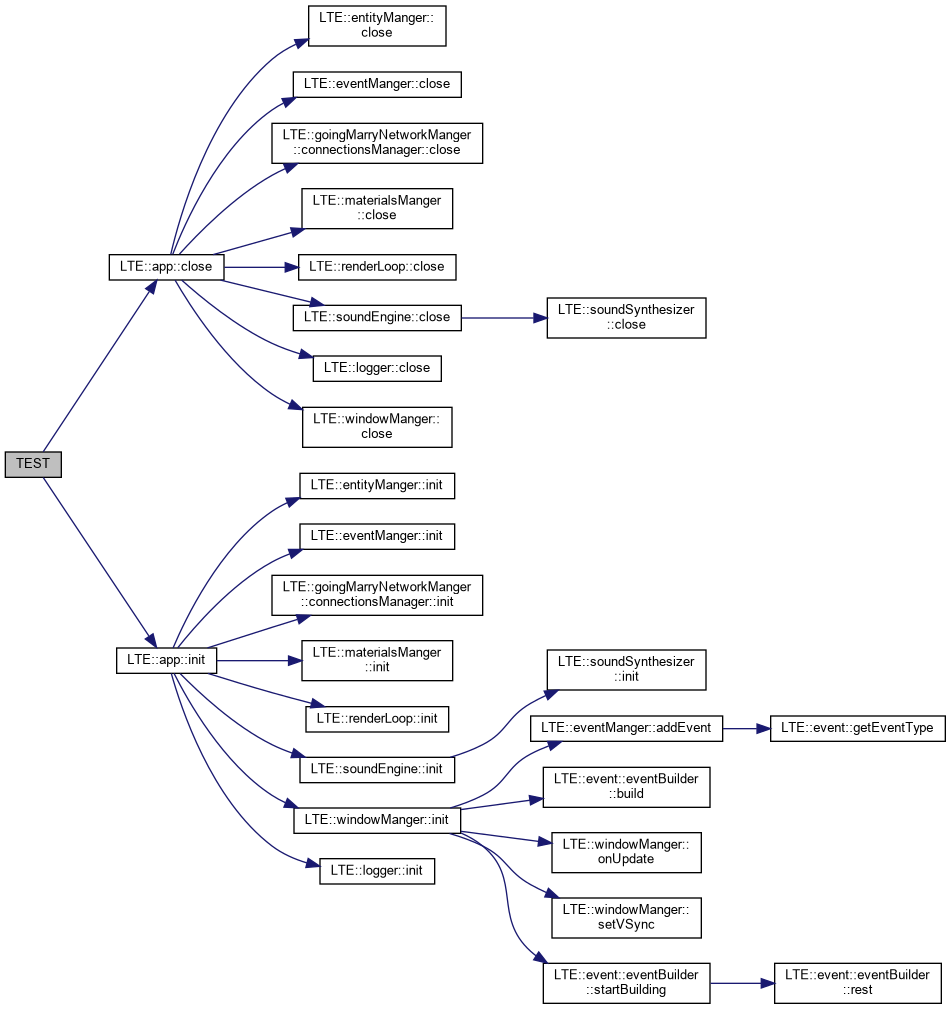 LTE::entityManger::
close
LTE::eventManger::close
LTE::goingMarryNetworkManger
::connectionsManager::close
LTE::materialsManger
::close
LTE::app::close
LTE::renderLoop::close
LTE::soundEngine::close
LTE::soundSynthesizer
::close
LTE::logger::close
LTE::windowManger::
close
TEST
LTE::entityManger::init
LTE::eventManger::init
LTE::goingMarryNetworkManger
::connectionsManager::init
LTE::app::init
LTE::materialsManger
::init
LTE::soundSynthesizer
::init
LTE::renderLoop::init
LTE::eventManger::addEvent
LTE::event::getEventType
LTE::soundEngine::init
LTE::event::eventBuilder
::build
LTE::windowManger::init
LTE::windowManger::
onUpdate
LTE::logger::init
LTE::windowManger::
setVSync
LTE::event::eventBuilder
::startBuilding
LTE::event::eventBuilder
::rest